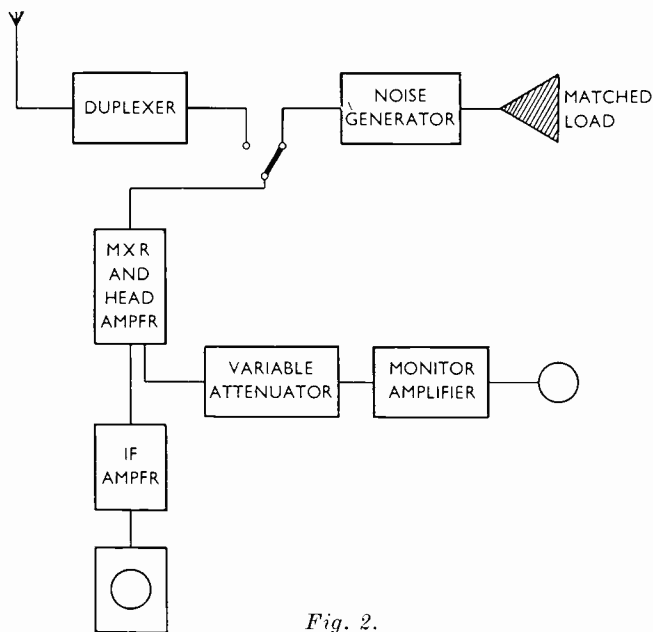 DUPLEXER
NOISE
GENERATOR
MATCHED
LOAD
MXR
AND
HEAD
AMPFR
VARIABLE
ATTENUATOR
MONITOR
AMPLIFIER
IF
AMPFR
Fig. 2.